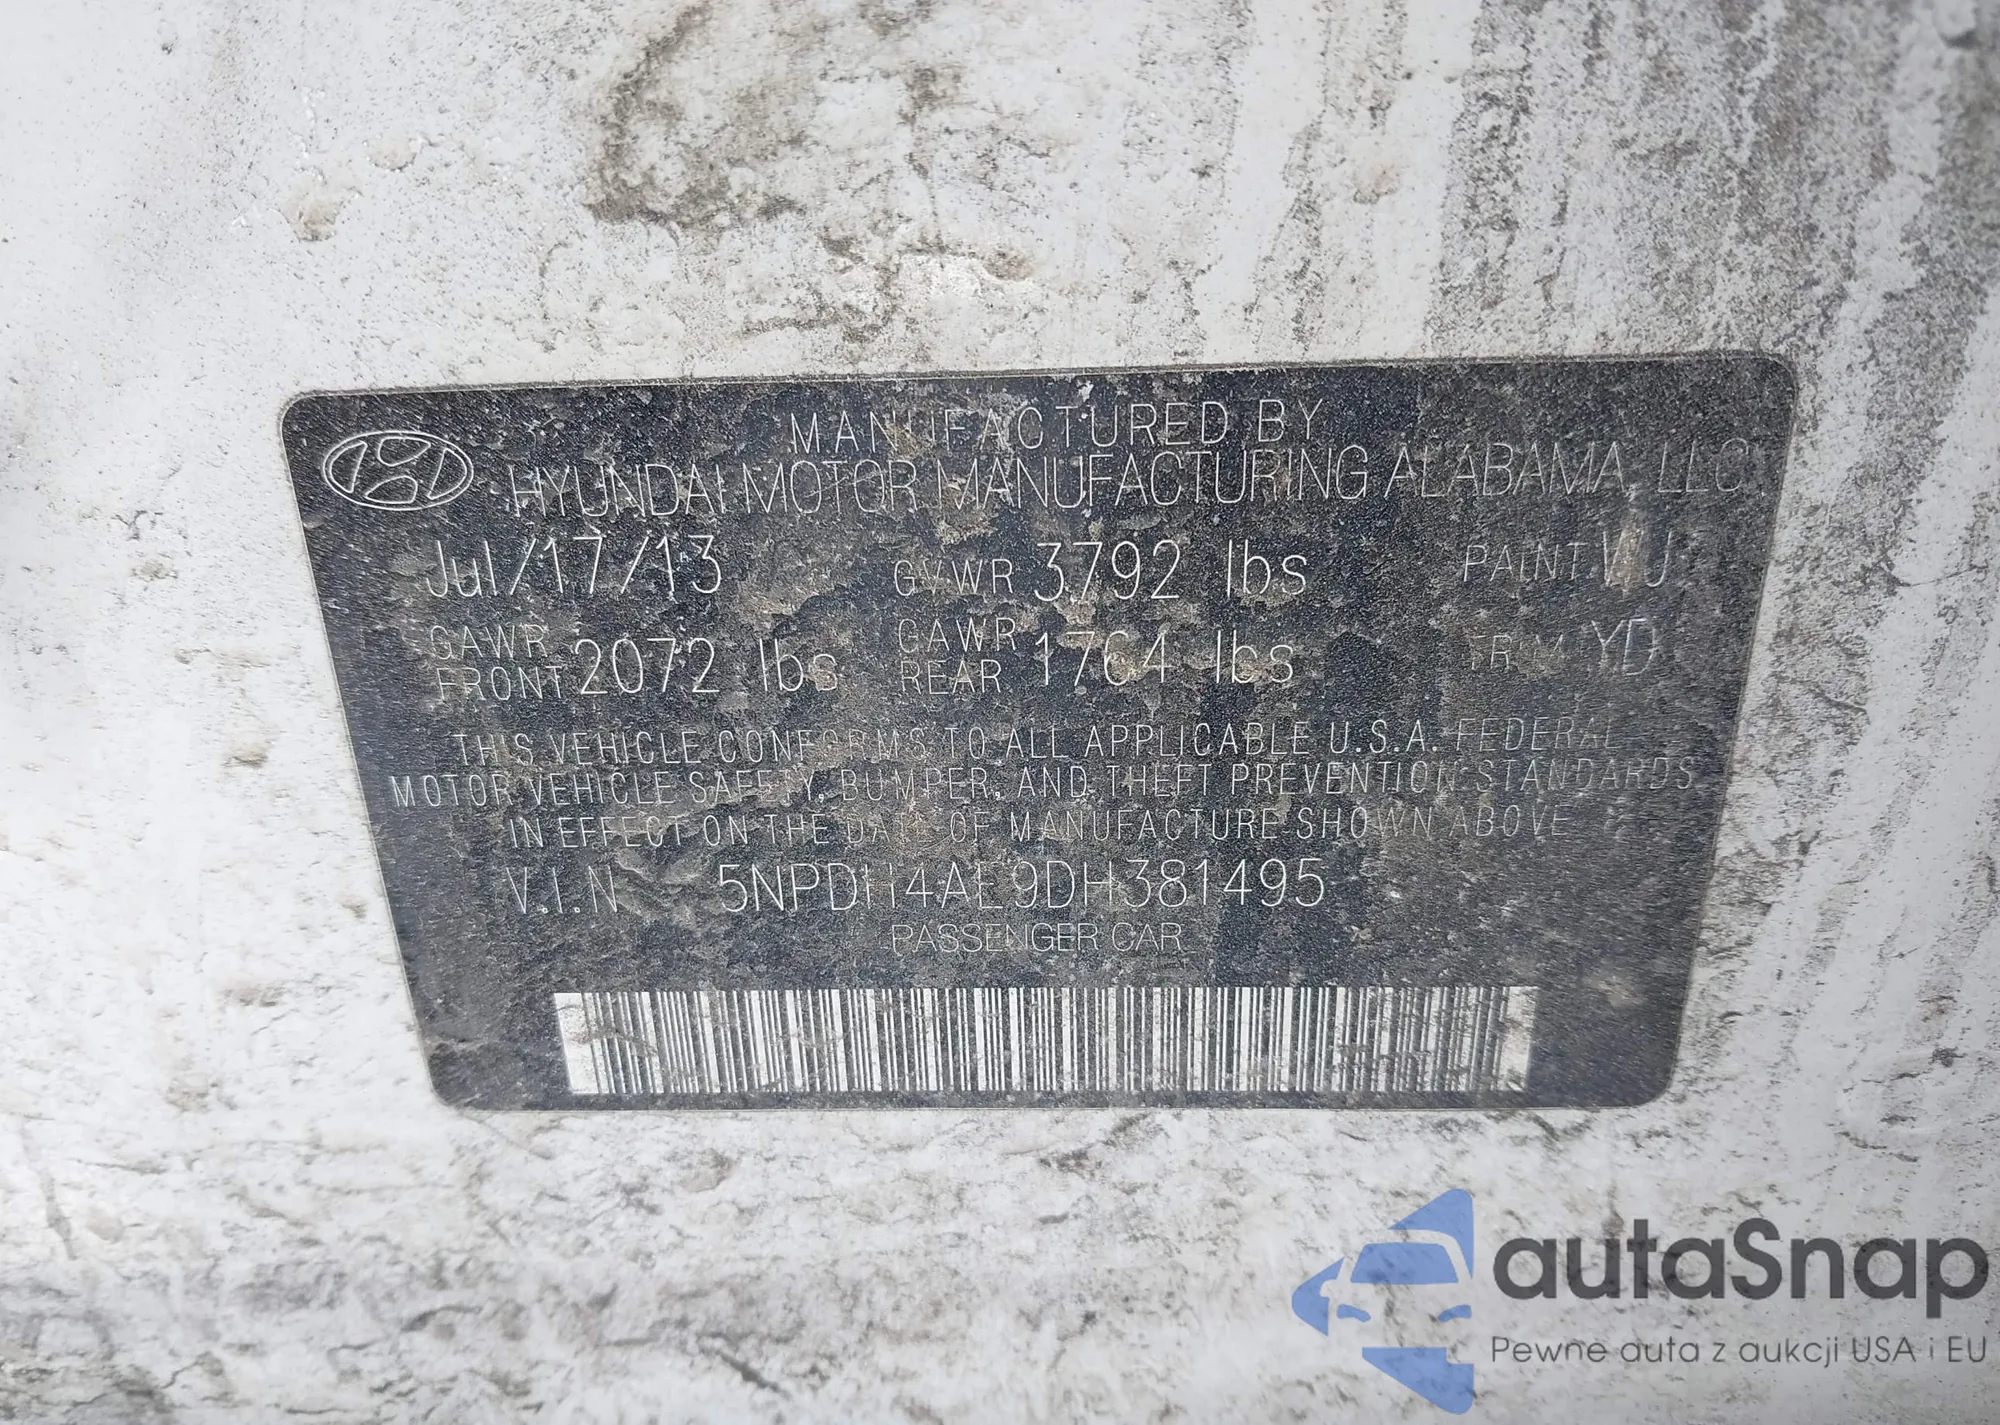 MANUFACTURED BY
HYUNDAI MOTOR MANUFACTURING ALABAMA, LLC
Jul/17/13 GVWR 3792 lbs PAINT
GAWR FRONT 2072 lbs GAWR REAR 1764 lbs TRIM YD
THIS VEHICLE CONFORMS TO ALL APPLICABLE U.S.A. FEDERAL
MOTOR VEHICLE SAFETY, BUMPER, AND THEFT PREVENTION STANDARDS
IN EFFECT ON THE DATE OF MANUFACTURE SHOWN ABOVE
V.I.N 5NPDH4AE9DH381495
PASSENGER CAR
autaSnap
Pewne auta z aukcji USA i EU